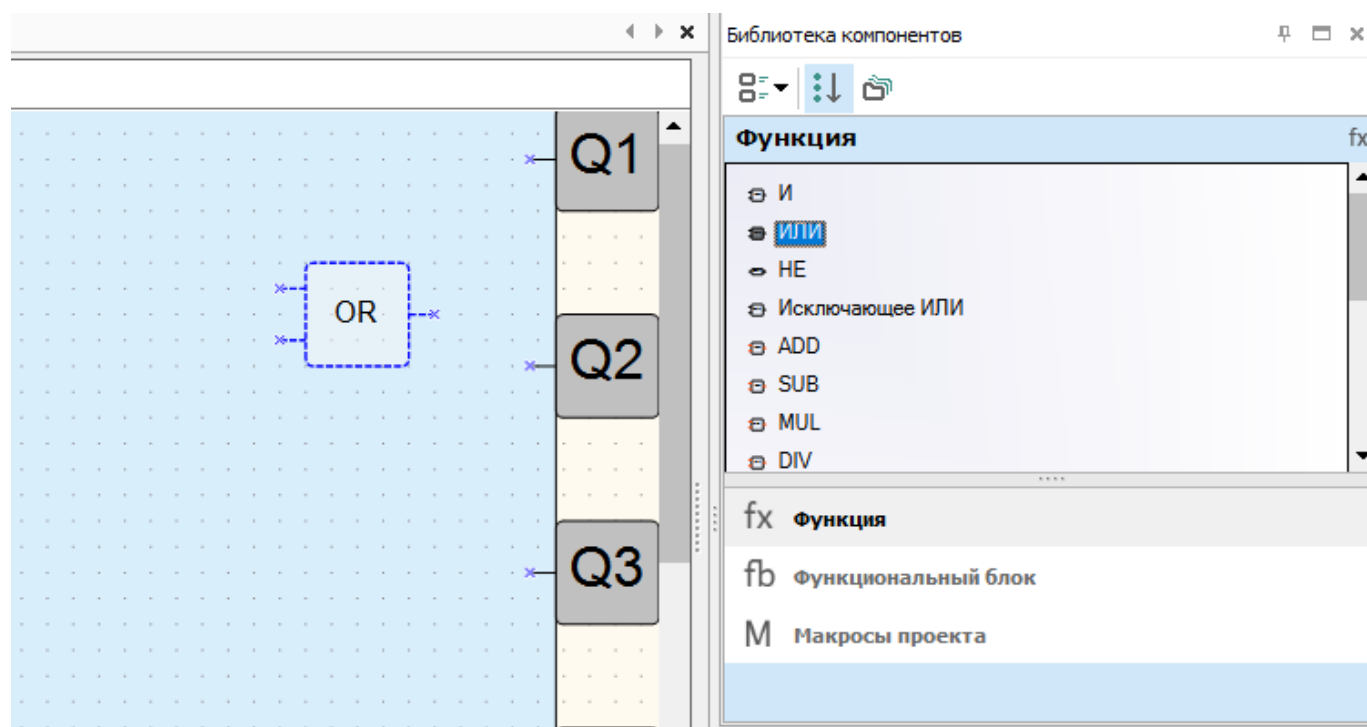 Библиотека компонентов
Функция
fx
Q1
И
ИЛИ
НЕ
OR
Исключающее ИЛИ
ADD
Q2
SUB
MUL
DIV
fx Функция
Q3
fb Функциональный блок
M Макросы проекта